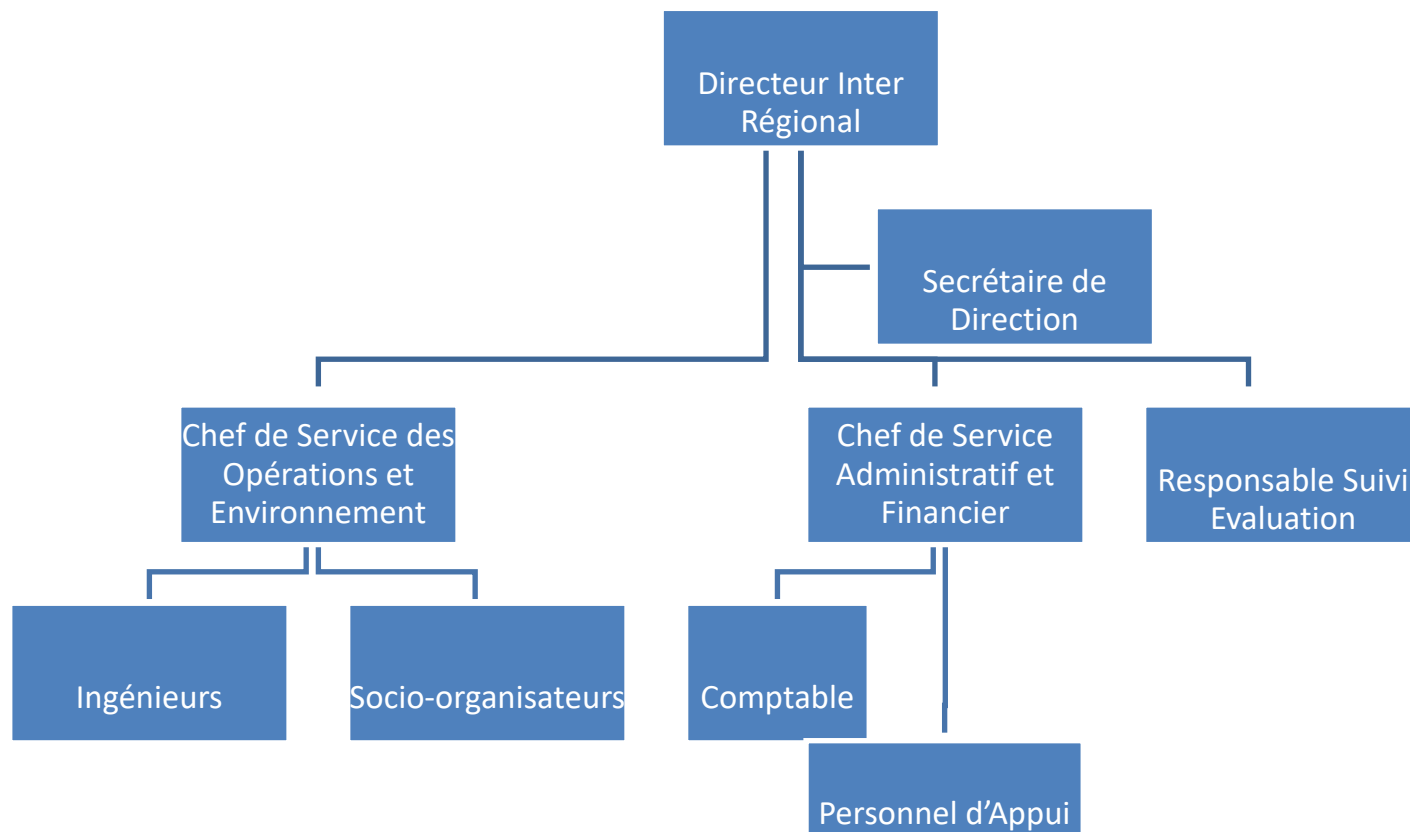 Directeur Inter
Régional
Secrétaire de
Direction
Chef de Service des
Opérations et
Environnement
Chef de Service
Administratif et
Financier
Responsable Suivi
Evaluation
Ingénieurs
Socio-organisateurs
Comptable
Personnel d’Appui